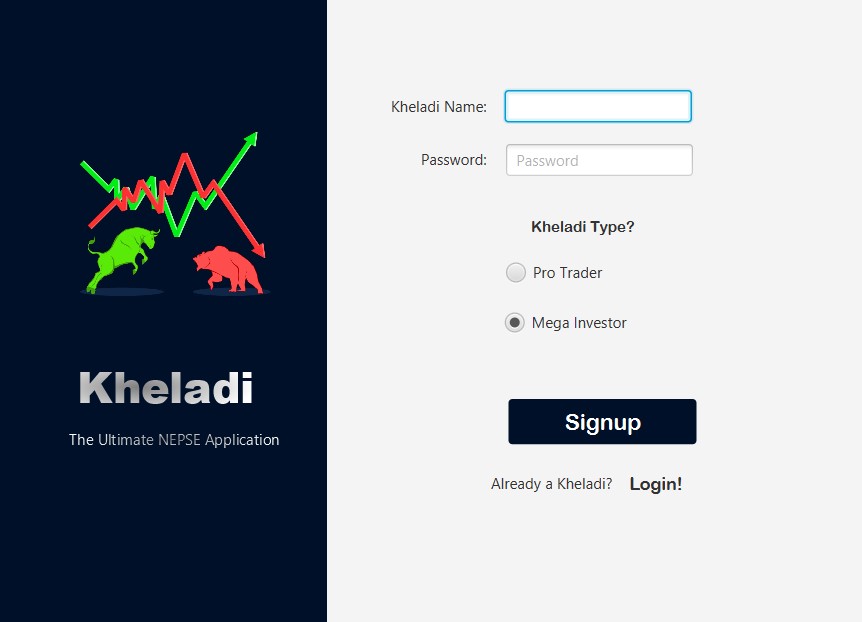 Kheladi
The Ultimate NEPSE Application
Kheladi Name:
Password:
Password
Kheladi Type?
Pro Trader
Mega Investor
Signup
Already a Kheladi? Login!